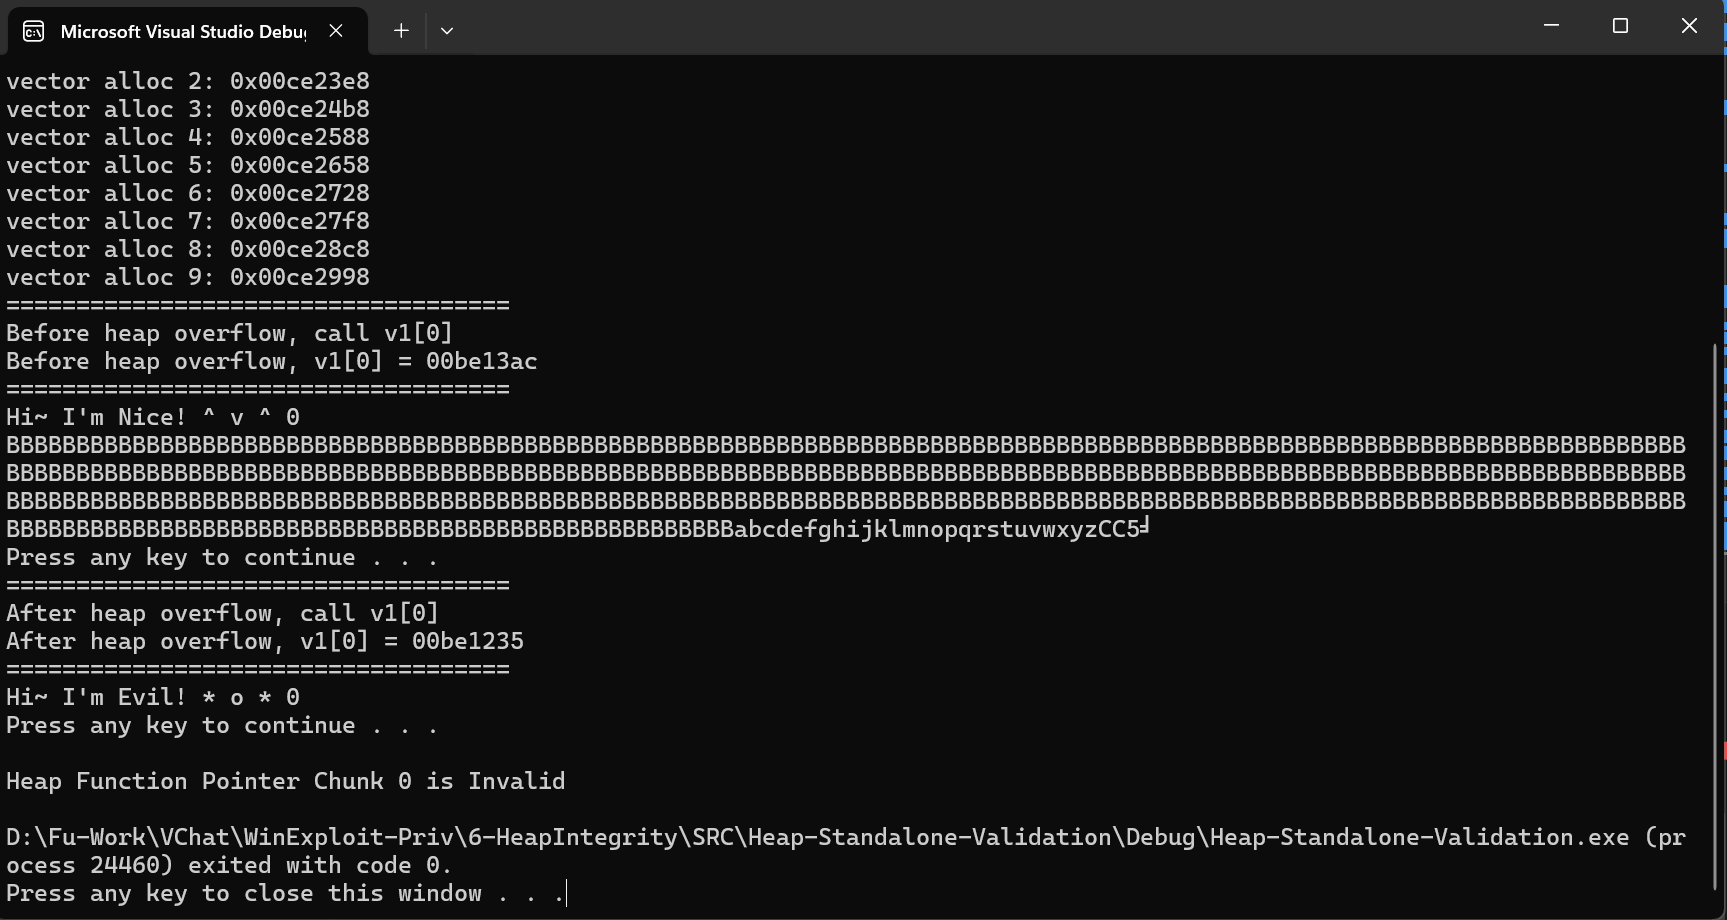 Microsoft Visual Studio Debu
vector alloc 2: 0x00ce23e8
vector alloc 3: 0x00ce24b8
vector alloc 4: 0x00ce2588
vector alloc 5: 0x00ce2658
vector alloc 6: 0x00ce2728
vector alloc 7: 0x00ce27f8
vector alloc 8: 0x00ce28c8
vector alloc 9: 0x00ce2998
====================================
Before heap overflow, call v1[0]
Before heap overflow, v1[0] = 00be13ac
====================================
Hi~ I'm Nice! ^ v ^ 0
BBBBBBBBBBBBBBBBBBBBBBBBBBBBBBBBBBBBBBBBBBBBBBBBBBBBBBBBBBBBBBBBBBBBBBBBBBBBBBBBBBBBBBBBBBBBBBBBBBBBBBBBBBBBBBBBBBBBBBBB
BBBBBBBBBBBBBBBBBBBBBBBBBBBBBBBBBBBBBBBBBBBBBBBBBBBBBBBBBBBBBBBBBBBBBBBBBBBBBBBBBBBBBBBBBBBBBBBBBBBBBBBBBBBBBBBBBBBBBBBB
BBBBBBBBBBBBBBBBBBBBBBBBBBBBBBBBBBBBBBBBBBBBBBBBBBBBBBBBBBBBBBBBBBBBBBBBBBBBBBBBBBBBBBBBBBBBBBBBBBBBBBBBBBBBBBBBBBBBBBBB
BBBBBBBBBBBBBBBBBBBBBBBBBBBBBBBBBBBBBBBBBBBBBBBBBBBBabcdefghijklmnopqrstuvwxyzCC5╛
Press any key to continue . . .
====================================
After heap overflow, call v1[0]
After heap overflow, v1[0] = 00be1235
====================================
Hi~ I'm Evil! * o * 0
Press any key to continue . . .
Heap Function Pointer Chunk 0 is Invalid
D:\Fu-Work\VChat\WinExploit-Priv\6-HeapIntegrity\SRC\Heap-Standalone-Validation\Debug\Heap-Standalone-Validation.exe (pr
ocess 24460) exited with code 0.
Press any key to close this window . . .